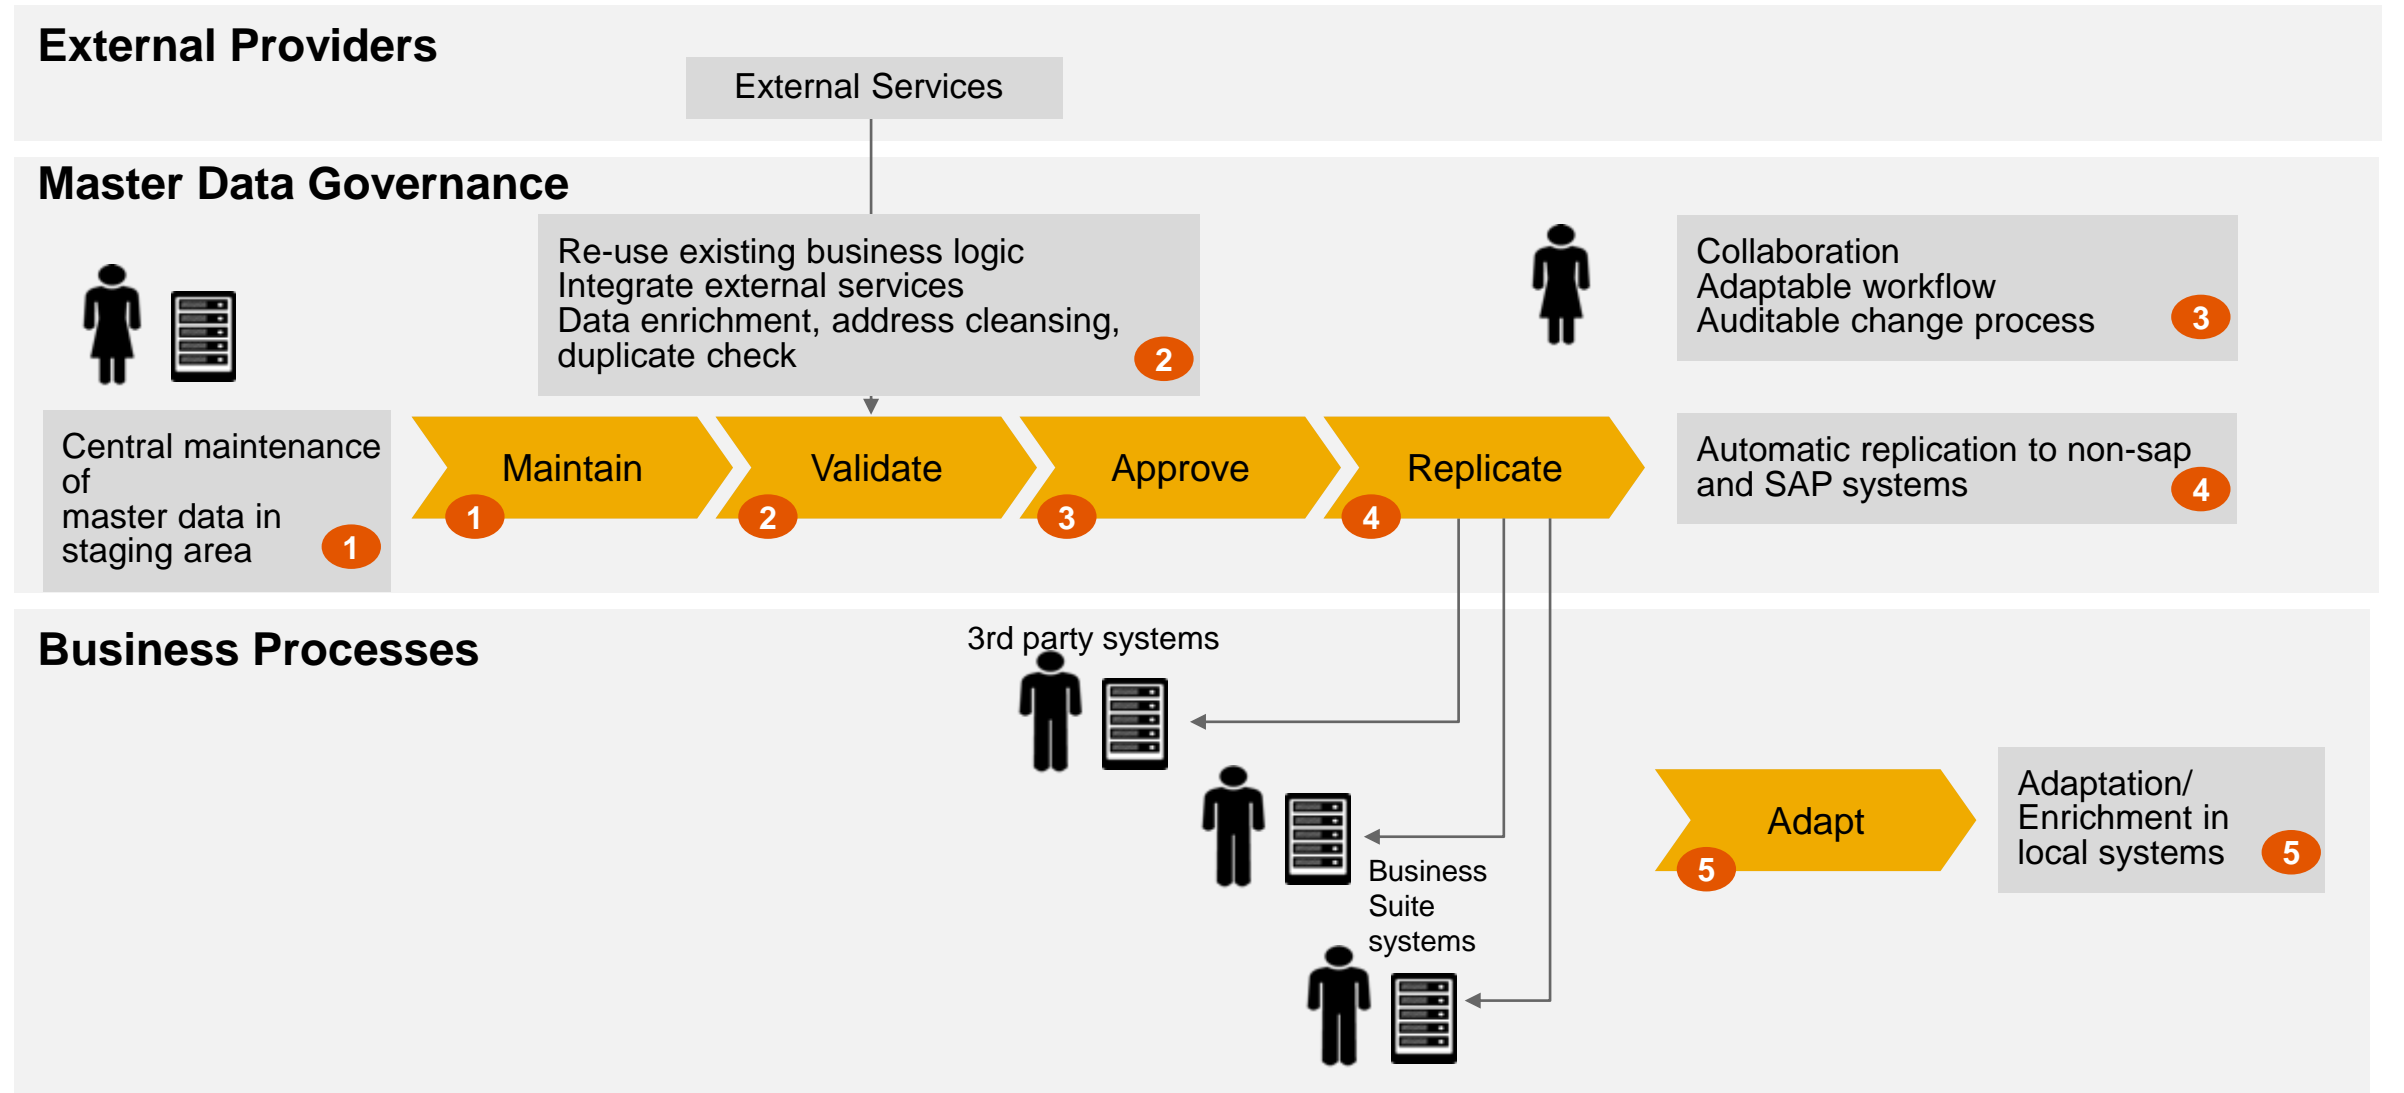 External Providers
External Services
Master Data Governance
Re-use existing business logic
Integrate external services
Data enrichment, address cleansing,
duplicate check
2
Collaboration
Adaptable workflow
Auditable change process
3
Central maintenance
of
master data in
staging area
1
Maintain
1
Validate
2
Approve
3
Replicate
4
Automatic replication to non-sap
and SAP systems
4
Business Processes
3rd party systems
Business
Suite
systems
Adapt
5
Adaptation/
Enrichment in
local systems
5